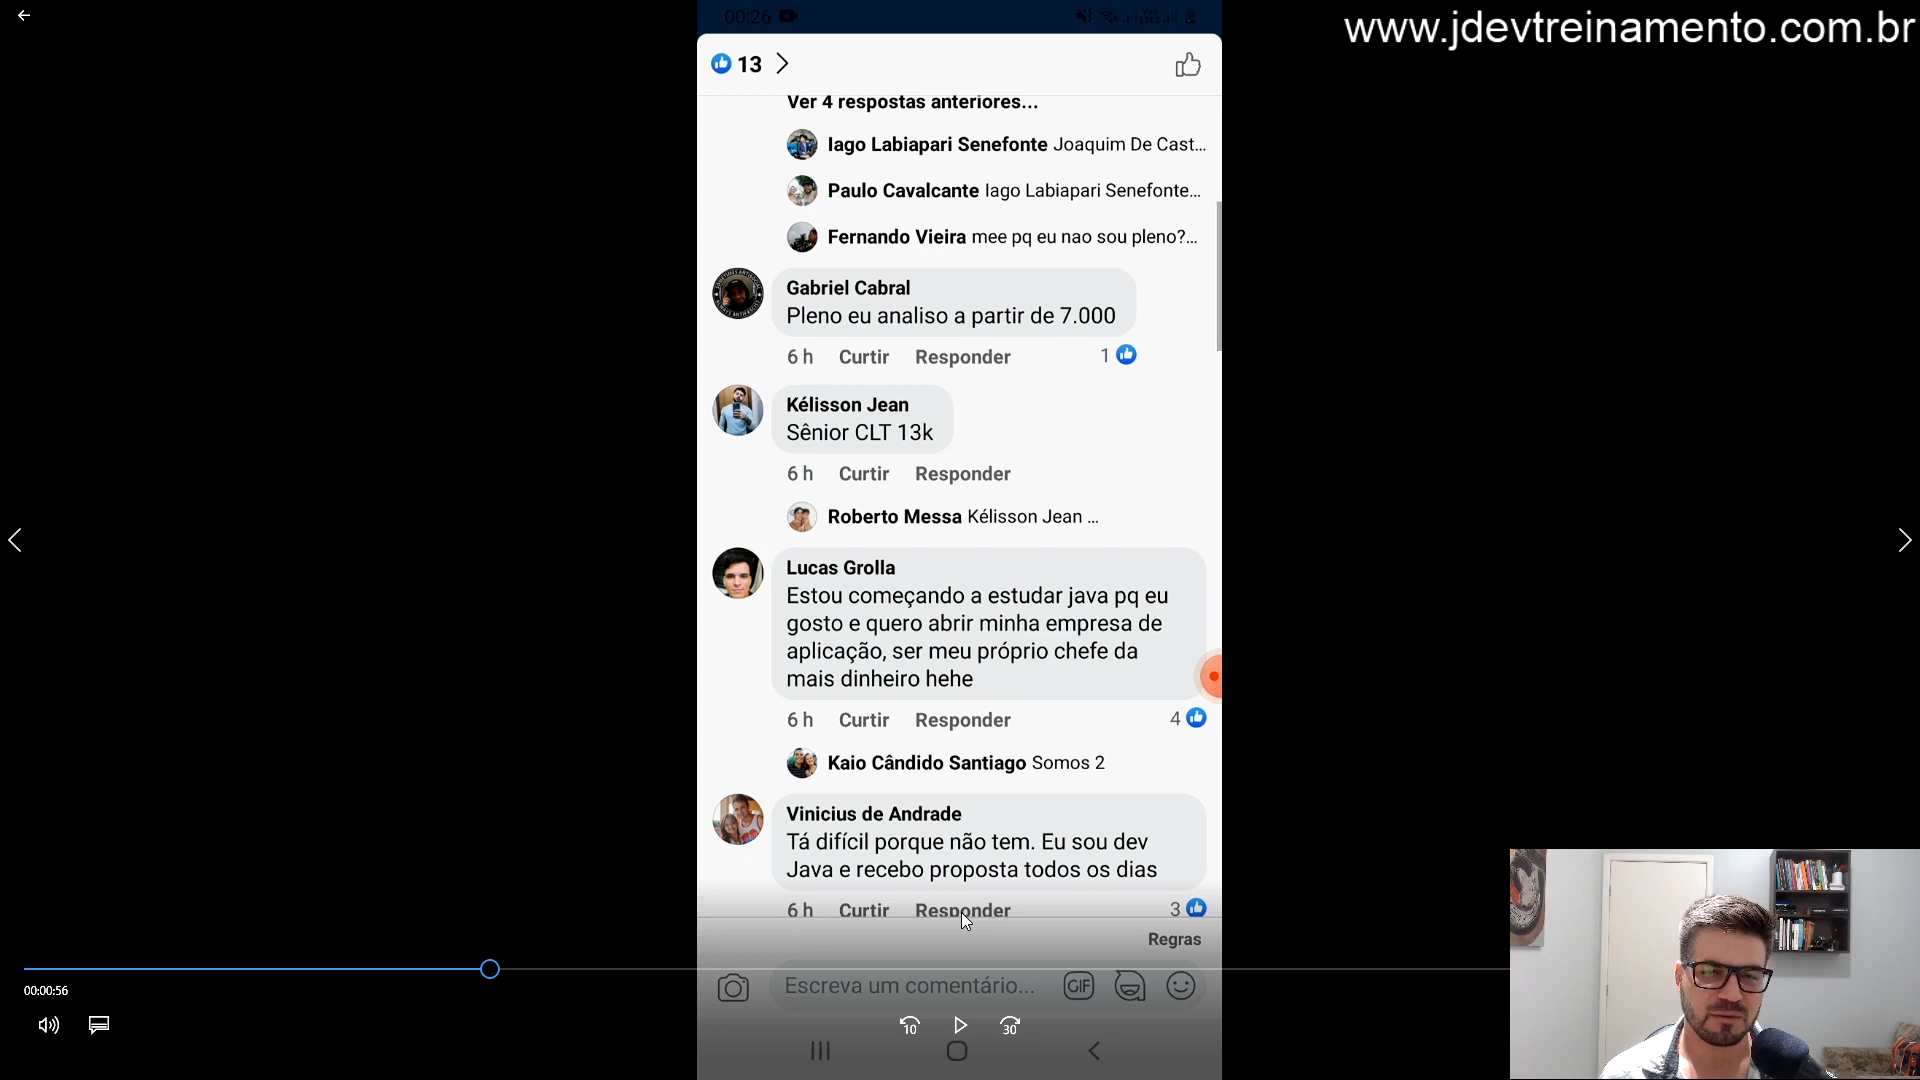 www.jdevtreinamento.com.br
00:26
13
Ver 4 respostas anteriores...
Iago Labiapari Senefonte Joaquim De Cast...
Paulo Cavalcante Iago Labiapari Senefonte...
Fernando Vieira mee pq eu nao sou pleno?...
Gabriel Cabral
Pleno eu analiso a partir de 7.000
6 h Curtir Responder 1
Kélisson Jean
Sênior CLT 13k
6 h Curtir Responder
Roberto Messa Kélisson Jean ...
Lucas Grolla
Estou começando a estudar java pq eu
gosto e quero abrir minha empresa de
aplicação, ser meu próprio chefe da
mais dinheiro hehe
6 h Curtir Responder 4
Kaio Cândido Santiago Somos 2
Vinicius de Andrade
Tá difícil porque não tem. Eu sou dev
Java e recebo proposta todos os dias
6 h Curtir Responder 3
Regras
Escreva um comentário... GIF
00:00:56
10 30